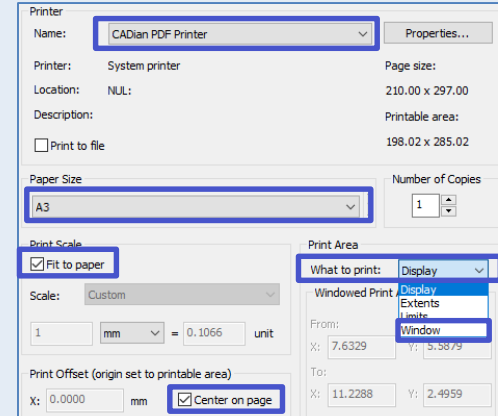 Printer
Name: CADian PDF Printer Properties...
Printer: System printer Page size:
Location: NUL: 210.00 x 297.00
Description: Printable area:
Print to file 198.02 x 285.02
Paper Size Number of Copies
A3 1
Print Scale Print Area
Fit to paper What to print: Display
Scale: Custom Display
Extents
Limits
Window
Windowed Print
1 mm = 0.1066 unit From:
X: 7.6329 Y: 5.5879
Print Offset (origin set to printable area) To:
X: 0.0000 mm Center on page X: 11.2288 Y: 2.4959